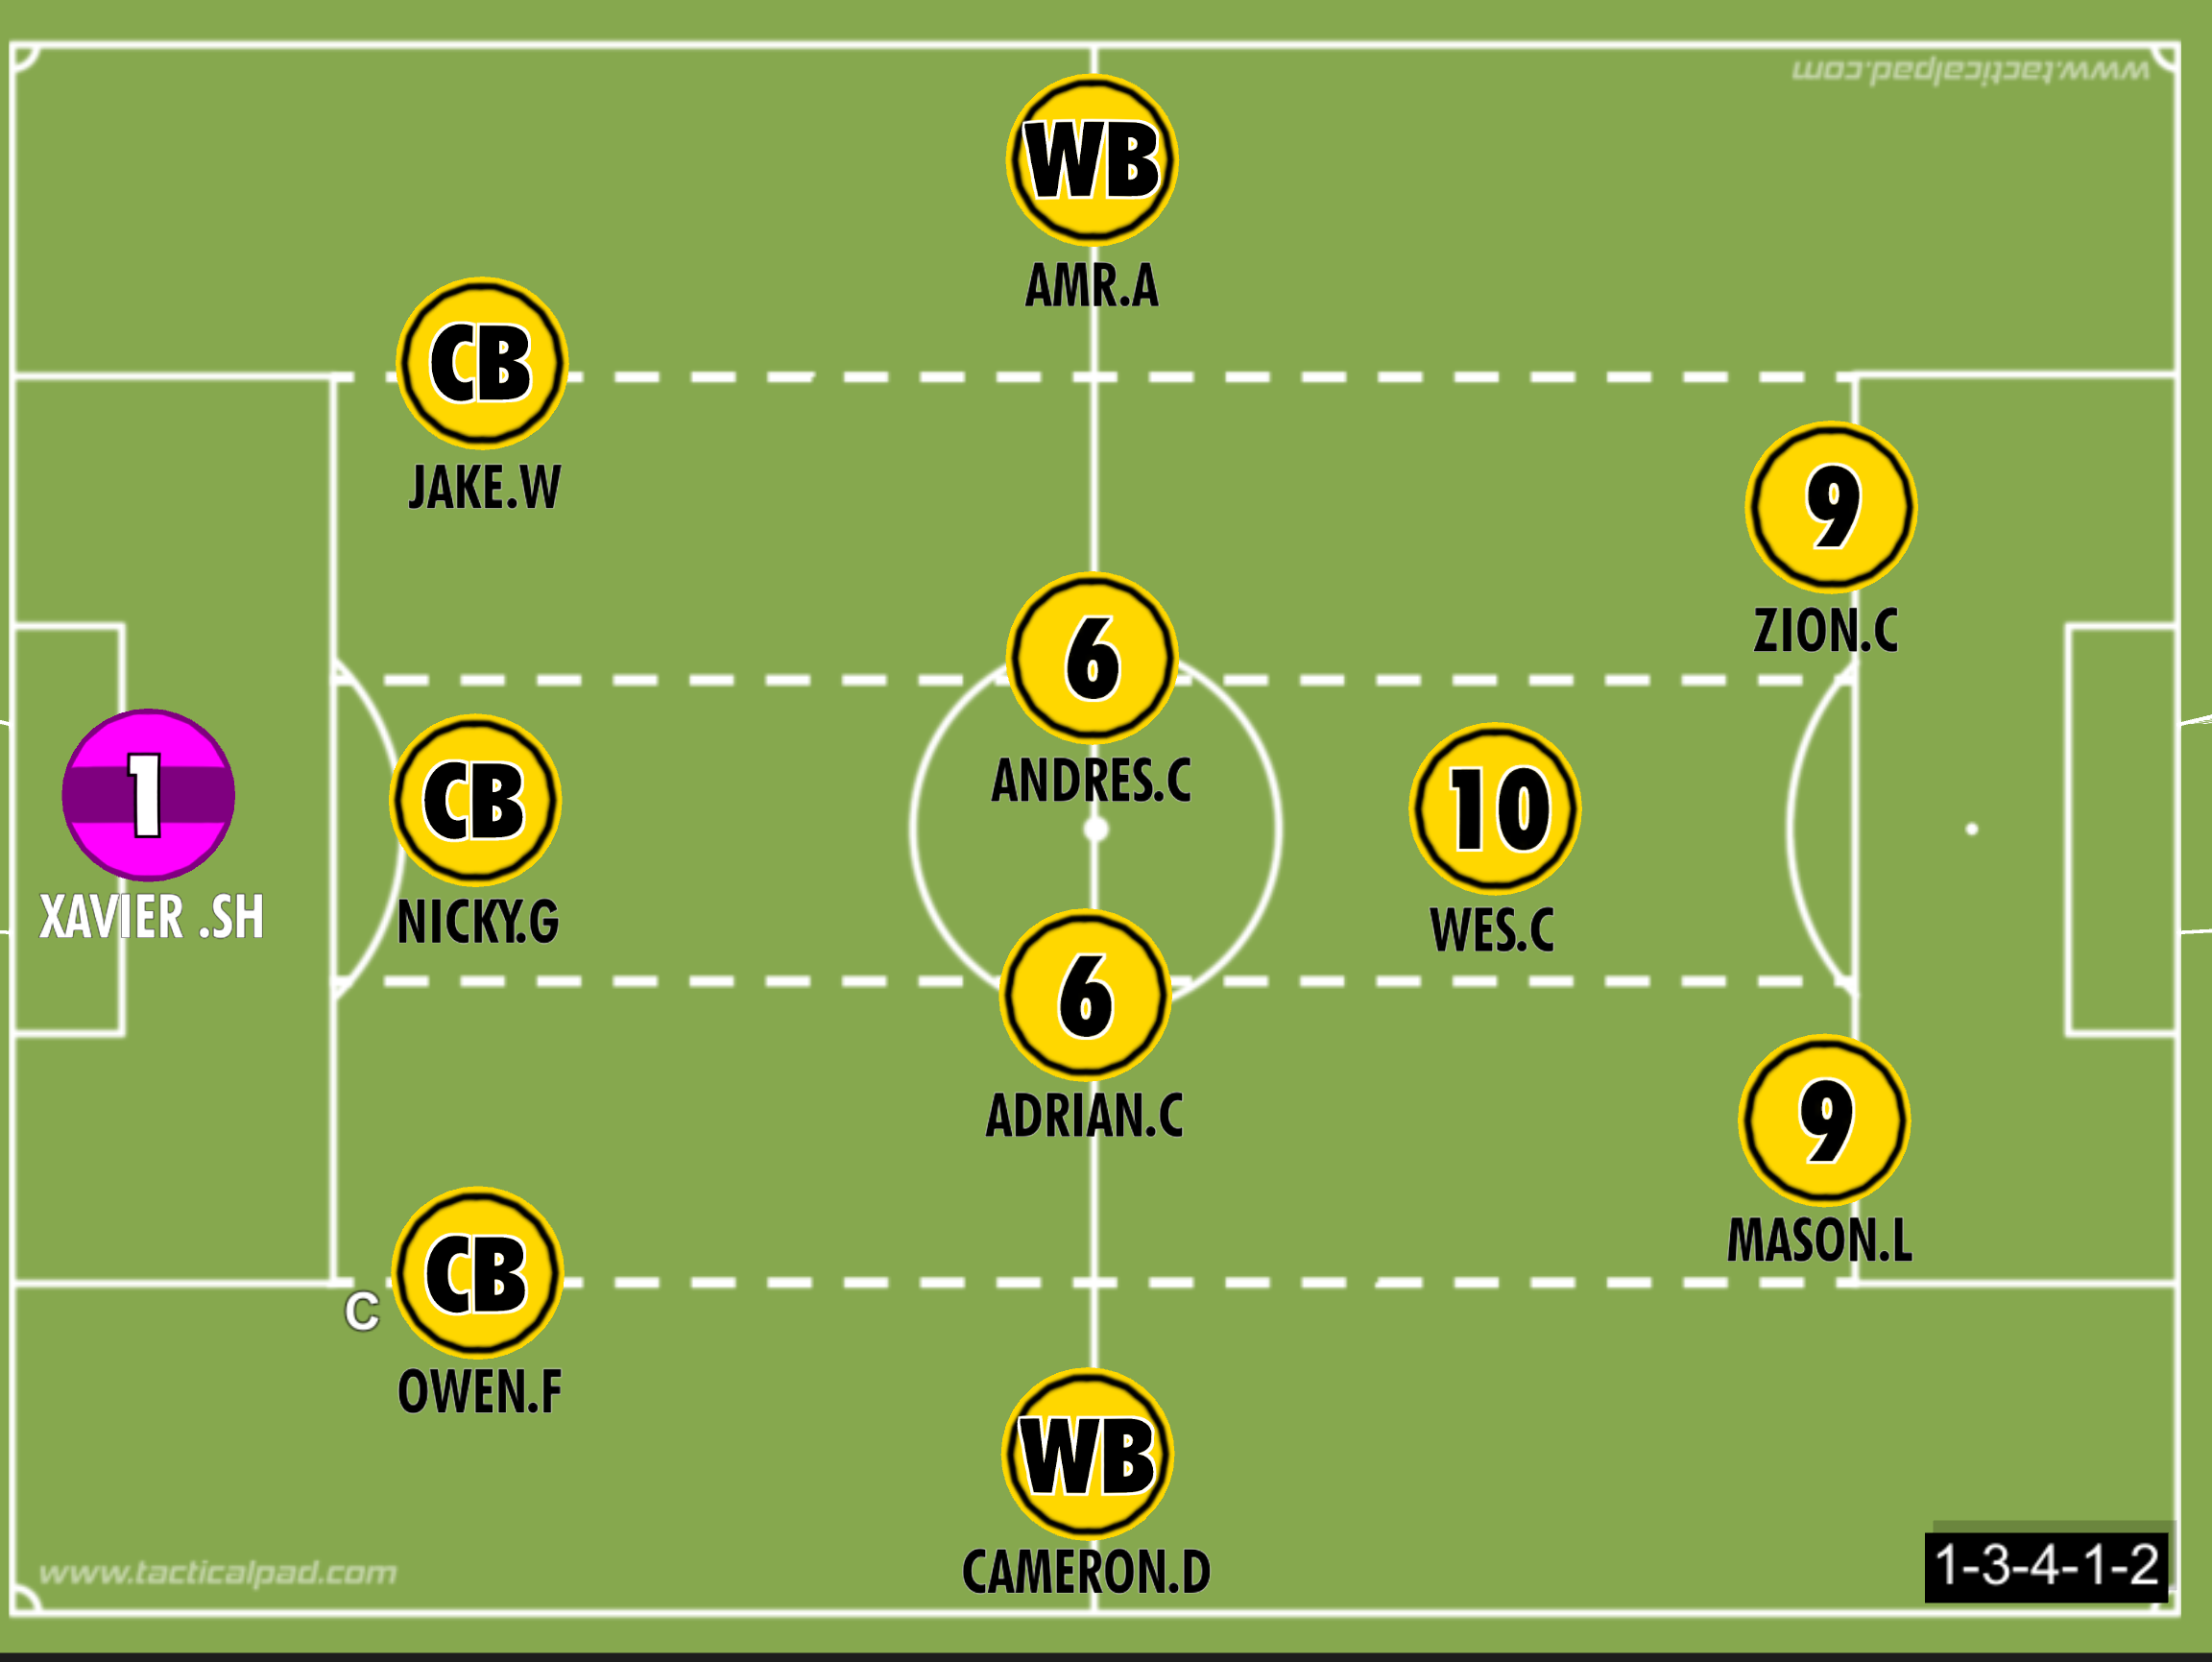 www.tacticalpad.com
WB
AMR.A
CB
JAKE.W
9
ZION.C
6
ANDRES.C
1
XAVIER .SH
CB
NICKY.G
10
WES.C
6
ADRIAN.C
9
MASON.L
C
CB
OWEN.F
WB
CAMERON.D
www.tacticalpad.com
1-3-4-1-2